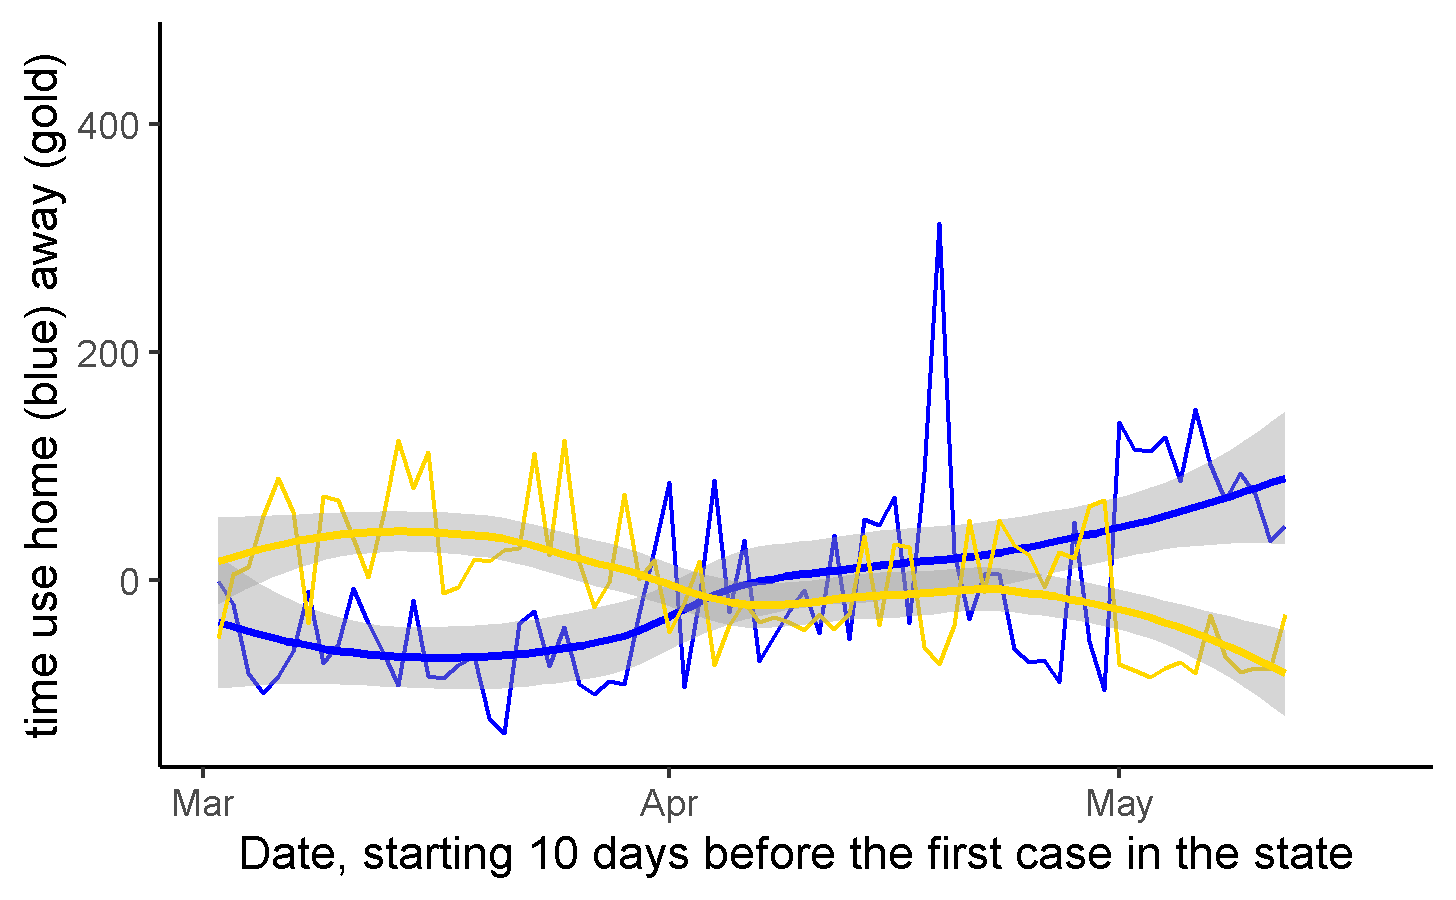 time use home (blue) away (gold)
400
200
0
Mar
Apr
May
Date, starting 10 days before the first case in the state